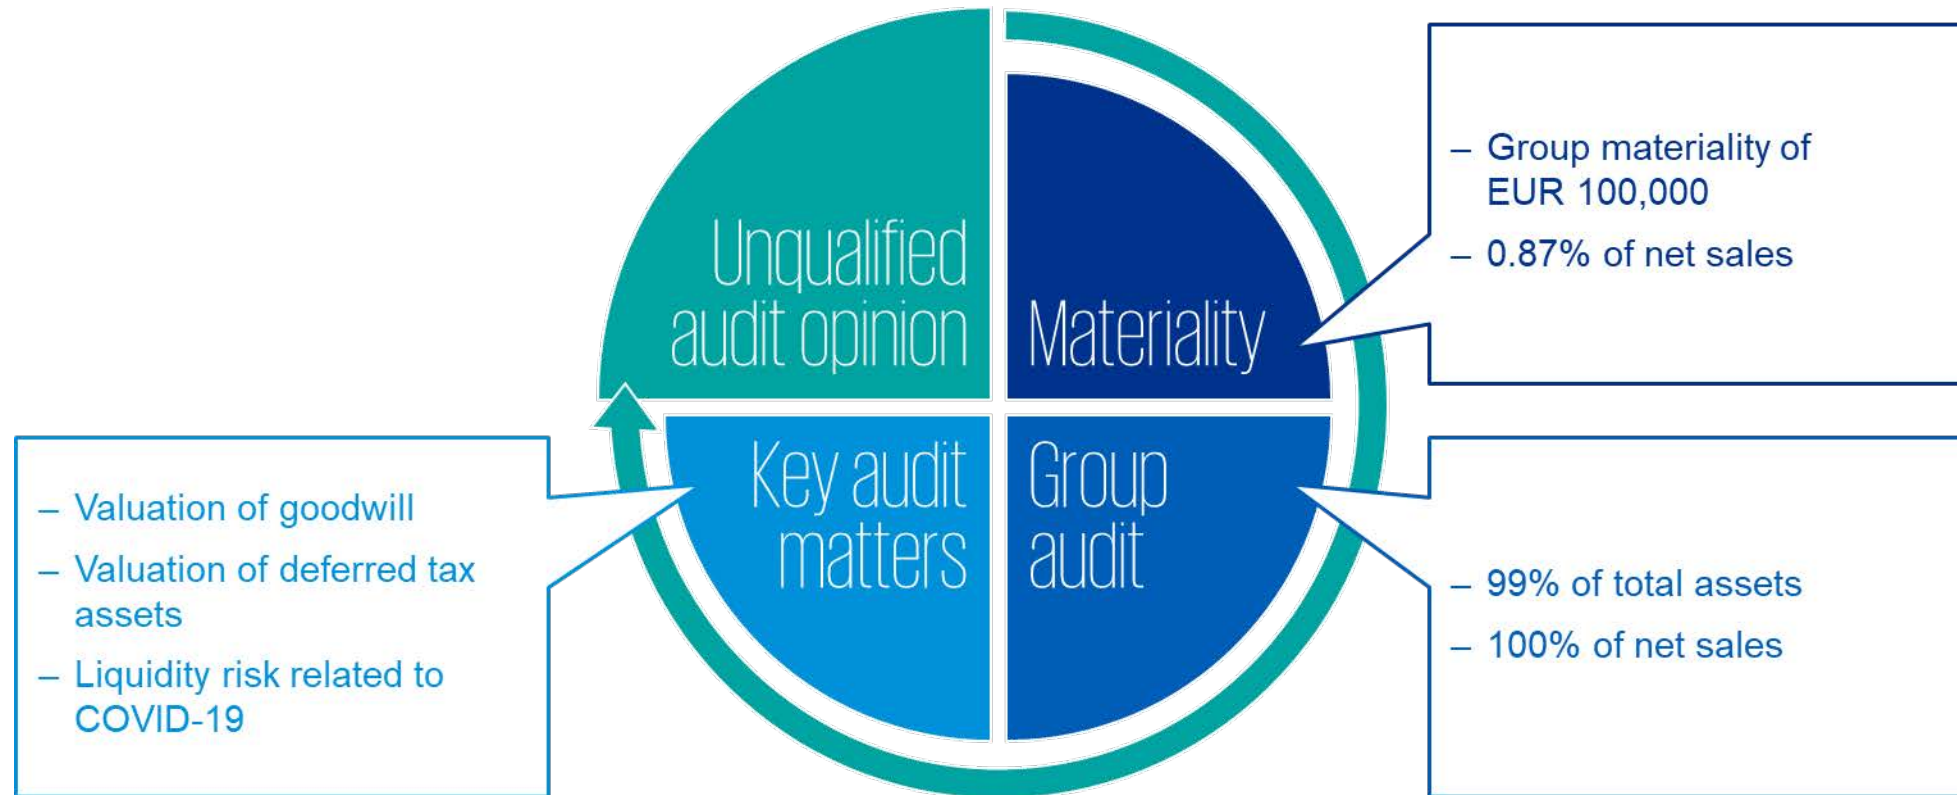 Unqualified
audit opinion
Materiality
– Group materiality of
EUR 100,000
– 0.87% of net sales
Key audit
matters
Group
audit
– Valuation of goodwill
– Valuation of deferred tax
assets
– Liquidity risk related to
COVID-19
– 99% of total assets
– 100% of net sales